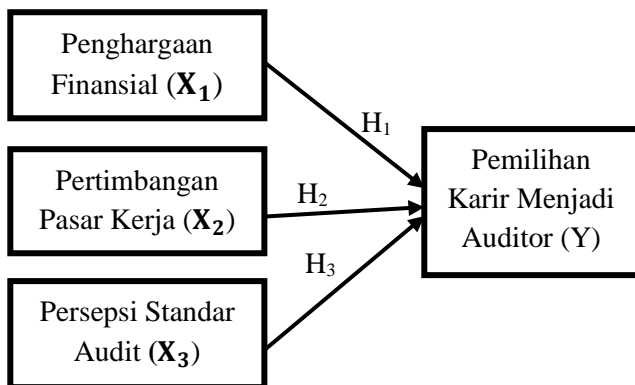 Penghargaan
Finansial (X₁)
H₁
Pertimbangan
Pasar Kerja (X₂)
H₂
Pemilihan
Karir Menjadi
Auditor (Y)
H₃
Persepsi Standar
Audit (X₃)